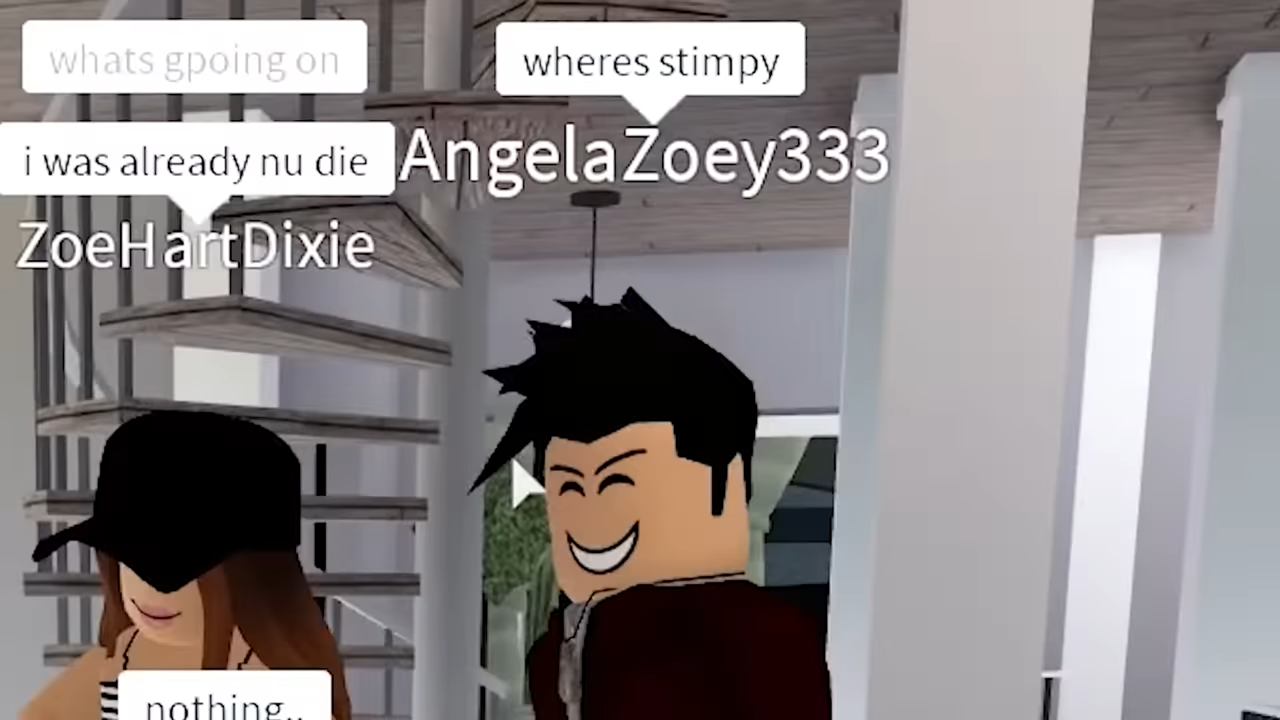 whats gpoing on
wheres stimpy
i was already nu die
AngelaZoey333
ZoeHartDixie
nothing..